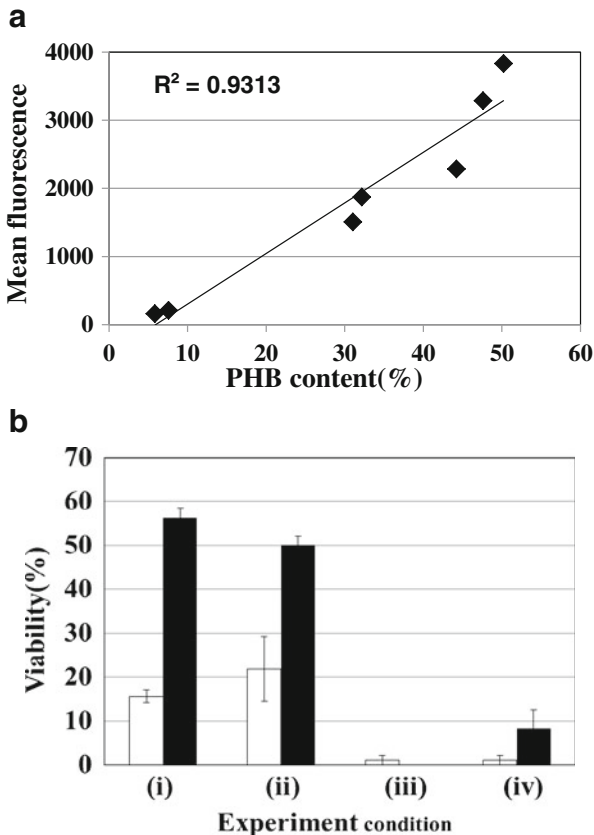 a
R² = 0.9313
Mean fluorescence
4000
3000
2000
1000
0
0 10 20 30 40 50 60
PHB content(%)
b
Viability(%)
70
60
50
40
30
20
10
0
(i) (ii) (iii) (iv)
Experiment condition